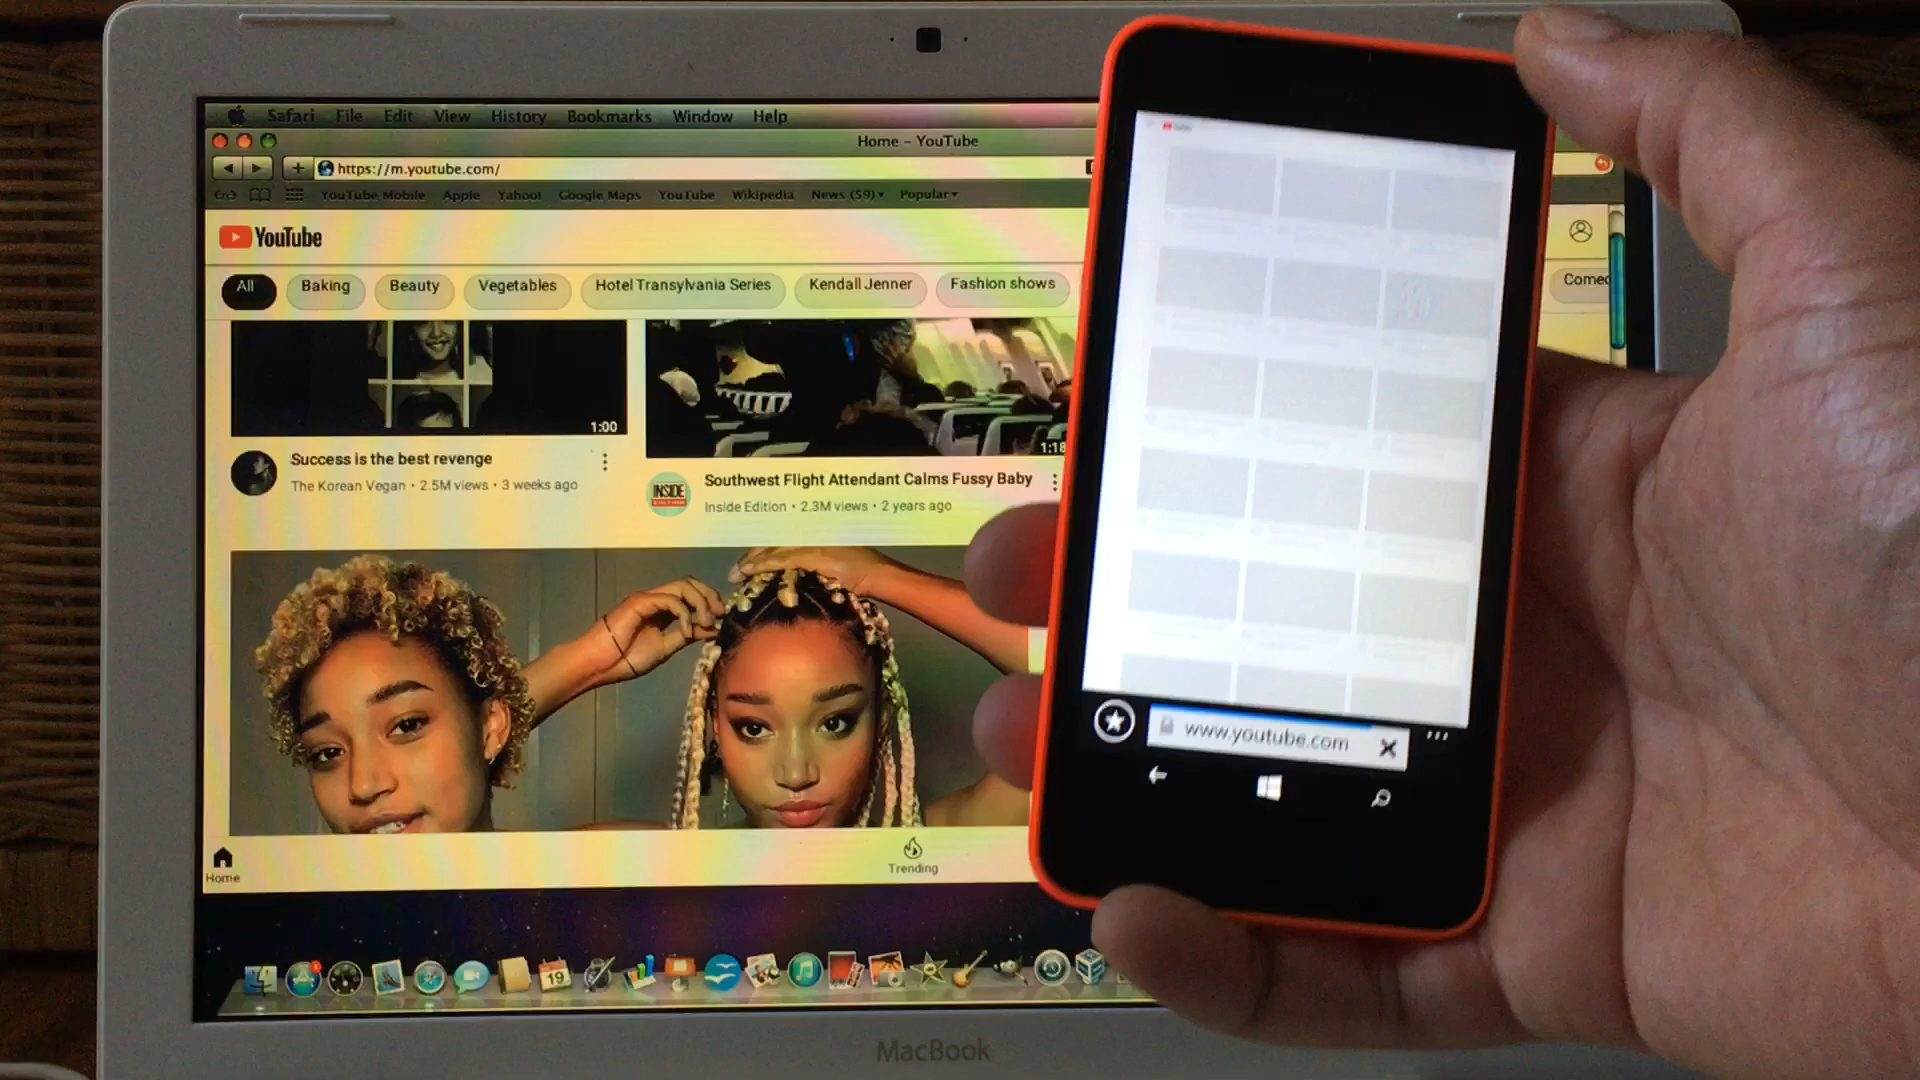 Safari File Edit View History Bookmarks Window Help
Home – YouTube
https://m.youtube.com/
YouTube Mobile Apple Yahoo! Google Maps YouTube Wikipedia News (59)▾ Popular▾
YouTube
All Baking Beauty Vegetables Hotel Transylvania Series Kendall Jenner Fashion shows Comed
1:00
1:18
Success is the best revenge
The Korean Vegan • 2.5M views • 3 weeks ago
INSIDE
Southwest Flight Attendant Calms Fussy Baby
Inside Edition • 2.3M views • 2 years ago
Home
Trending
19
MacBook
www.youtube.com